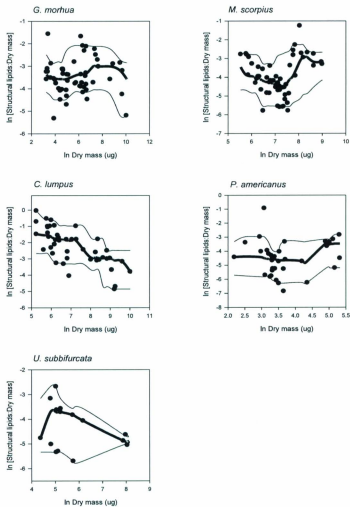 G. morhua
M. scorpius
ln [Structural lipids:Dry mass]
-1
-2
-3
-4
-5
-6
2 4 6 8 10 12
ln Dry mass (ug)
ln [Structural lipids:Dry mass]
-1
-2
-3
-4
-5
-6
-7
5 6 7 8 9 10
ln Dry mass (ug)
C. lumpus
P. americanus
ln [Structural lipids:Dry mass]
1
0
-1
-2
-3
-4
-5
-6
5 6 7 8 9 10 11
ln Dry mass (ug)
ln [Structural lipids:Dry mass]
0
-1
-2
-3
-4
-5
-6
-7
-8
2.0 2.5 3.0 3.5 4.0 4.5 5.0 5.5
ln Dry mass (ug)
U. subbifurcata
ln [Structural lipids:Dry mass]
-2
-3
-4
-5
-6
-7
4 5 6 7 8 9
ln Dry mass (ug)